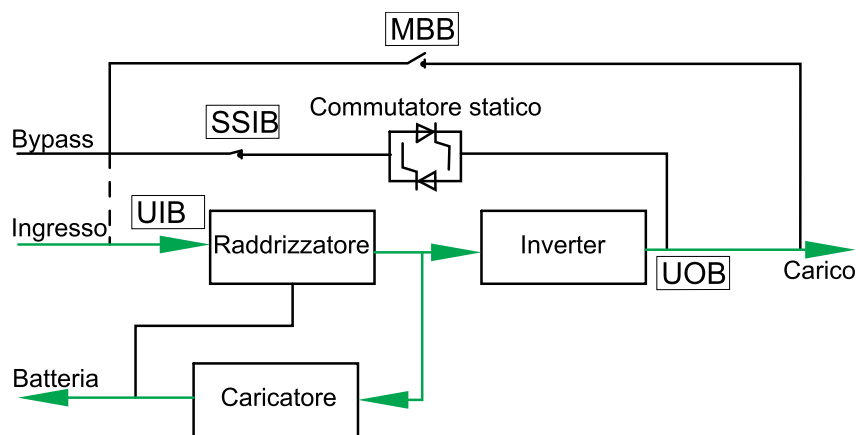 MBB
Commutatore statico
SSIB
Bypass
UIB
Ingresso
Raddrizzatore
Inverter
UOB
Carico
Batteria
Caricatore